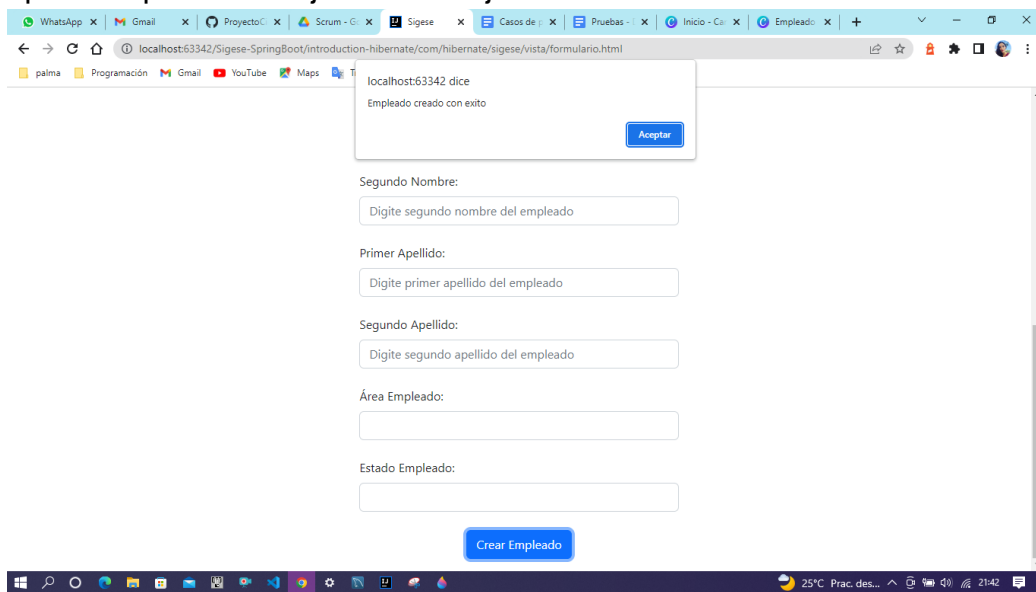 WhatsApp
Gmail
ProyectoC
Scrum - G
Sigese
Casos de p
Pruebas -
Inicio - Ca
Empleado
localhost:63342/Sigese-SpringBoot/introduction-hibernate/com/hibernate/sigese/vista/formulario.html
palma
Programación
Gmail
YouTube
Maps
localhost:63342 dice
Empleado creado con exito
Aceptar
Segundo Nombre:
Digite segundo nombre del empleado
Primer Apellido:
Digite primer apellido del empleado
Segundo Apellido:
Digite segundo apellido del empleado
Área Empleado:
Estado Empleado:
Crear Empleado
25°C Prac. des...
21:42